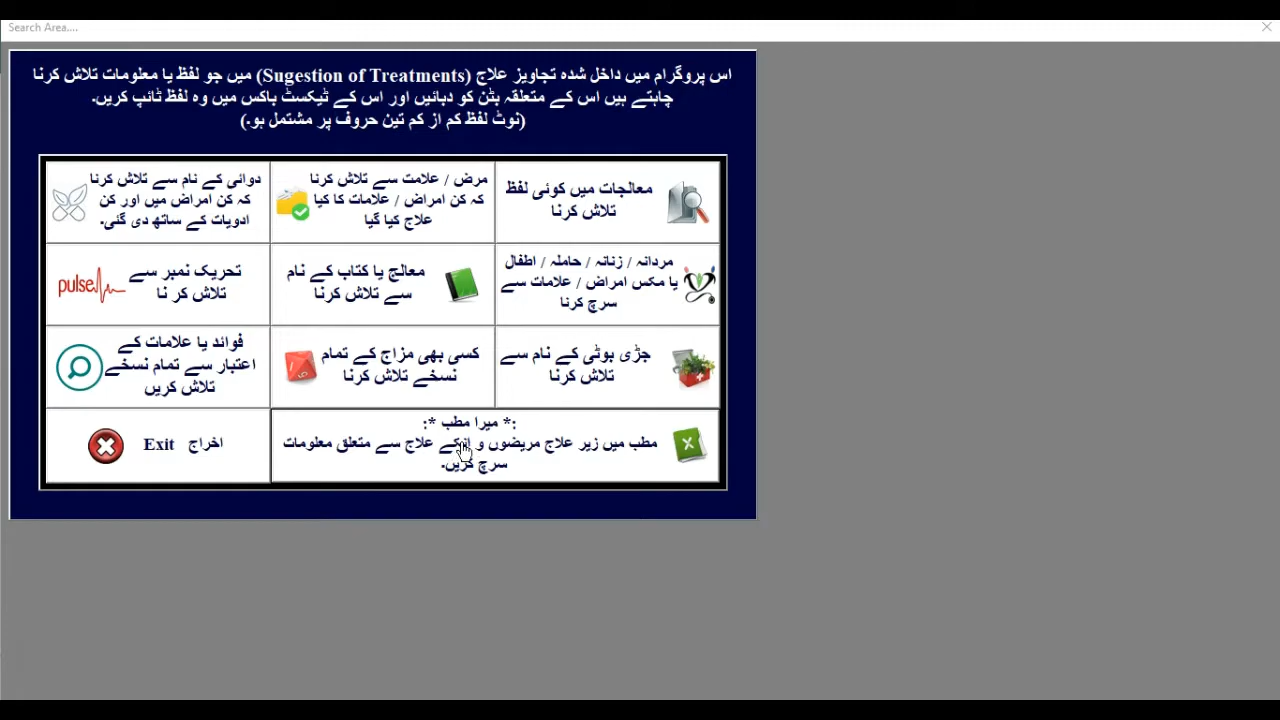 Search Area....
اس پروگرام میں داخل شدہ تجاویز علاج (Sugestion of Treatments) میں جو لفظ یا معلومات تلاش کرنا
چاہتے ہیں اس کے متعلقہ بٹن کو دبائیں اور اس کے ٹیکسٹ باکس میں وہ لفظ ٹائپ کریں۔
(نوٹ لفظ کم از کم تین حروف پر مشتمل ہو۔)
معالجات میں کوئی لفظ
تلاش کرنا
مرض / علامت سے تلاش کرنا
کہ کن امراض / علامات کا کیا
علاج کیا گیا
دوائی کے نام سے تلاش کرنا
کہ کن امراض میں اور کن
ادویات کے ساتھ دی گئی۔
مردانہ / زنانہ / حاملہ / اطفال
یا مکس امراض / علامات سے
سرچ کرنا
معالج یا کتاب کے نام
سے تلاش کرنا
تحریک نمبر سے
تلاش کر نا
pulse
جڑی بوٹی کے نام سے
تلاش کرنا
کسی بھی مزاج کے تمام
نسخے تلاش کرنا
فوائد یا علامات کے
اعتبار سے تمام نسخے
تلاش کریں
:* میرا مطب *:
مطب میں زیر علاج مریضوں و انکے علاج سے متعلق معلومات
سرچ کریں۔
اخراج Exit